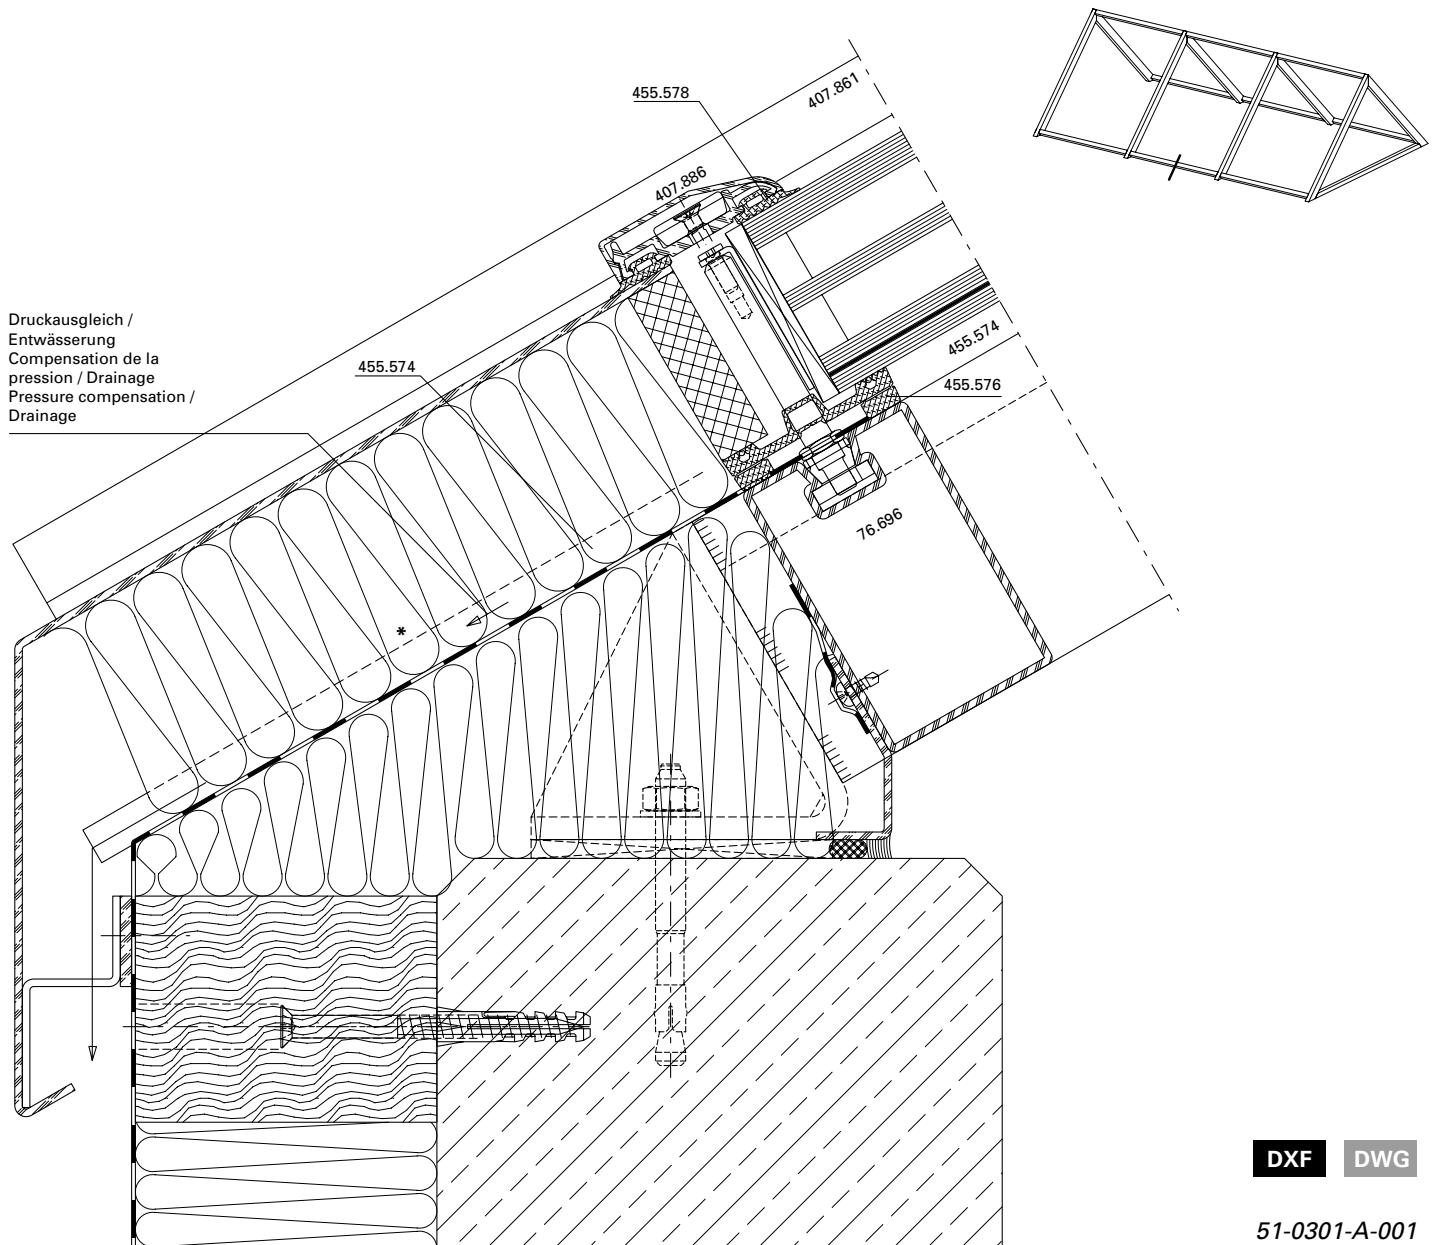 455.578
407.861
407.886
Druckausgleich /
Entwässerung
Compensation de la
pression / Drainage
Pressure compensation /
Drainage
455.574
455.574
455.576
76.696
*
DXF
DWG
51-0301-A-001